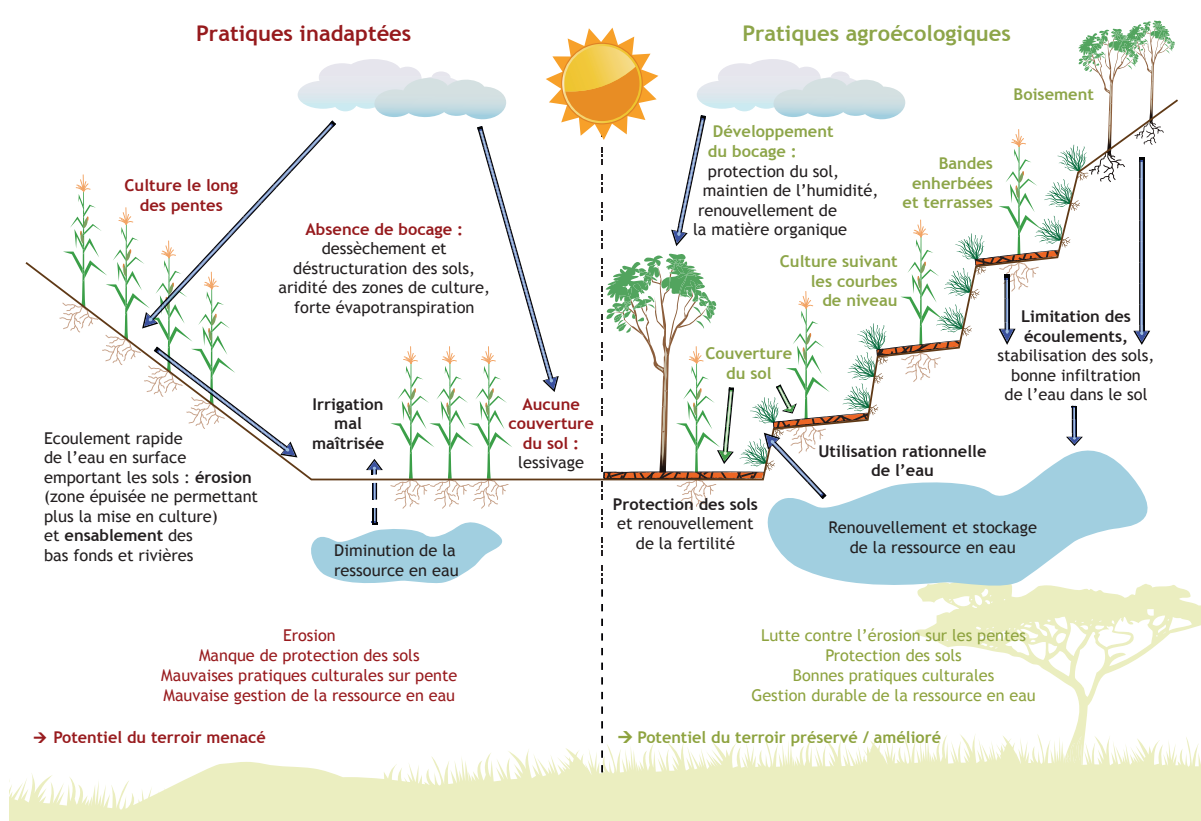 Pratiques inadaptées
Culture le long
des pentes
Absence de bocage :
dessèchement et
déstructuration des sols,
aridité des zones de culture,
forte évapotranspiration
Irrigation
mal
maîtrisée
Aucune
couverture
du sol :
lessivage
Ecoulement rapide
de l'eau en surface
emportant les sols : érosion
(zone épuisée ne permettant
plus la mise en culture)
et ensablement des
bas fonds et rivières
Diminution de la
ressource en eau
Erosion
Manque de protection des sols
Mauvaises pratiques culturales sur pente
Mauvaise gestion de la ressource en eau
→ Potentiel du terroir menacé
Pratiques agroécologiques
Boisement
Développement
du bocage :
protection du sol,
maintien de l'humidité,
renouvellement de
la matière organique
Bandes
enherbées
et terrasses
Culture suivant
les courbes
de niveau
Couverture
du sol
Limitation des
écoulements,
stabilisation des sols,
bonne infiltration
de l'eau dans le sol
Utilisation rationnelle
de l'eau
Protection des sols
et renouvellement
de la fertilité
Renouvellement et stockage
de la ressource en eau
Lutte contre l'érosion sur les pentes
Protection des sols
Bonnes pratiques culturales
Gestion durable de la ressource en eau
→ Potentiel du terroir préservé / amélioré